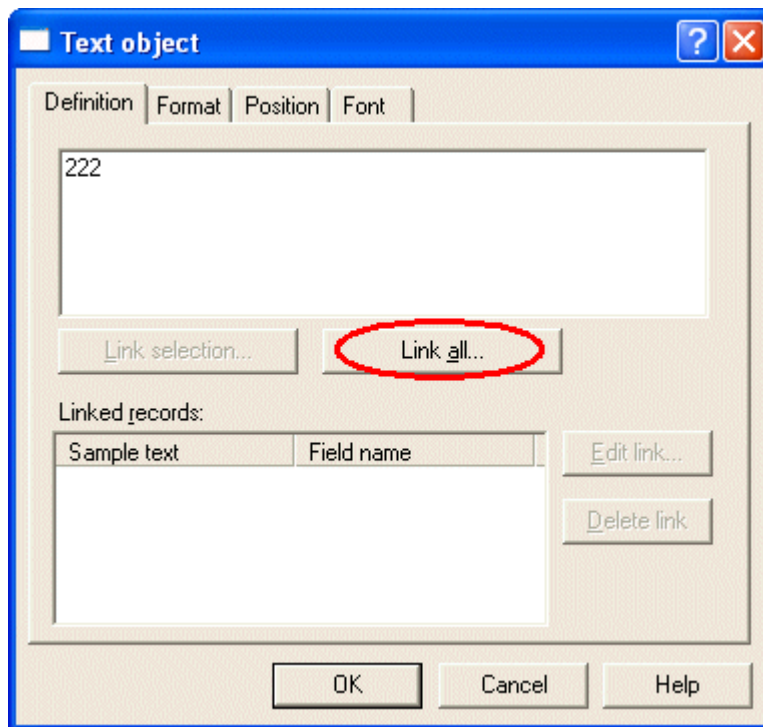 Text object
Definition Format Position Font
222
Link selection... Link all...
Linked records:
Sample text Field name
Edit link...
Delete link
OK Cancel Help